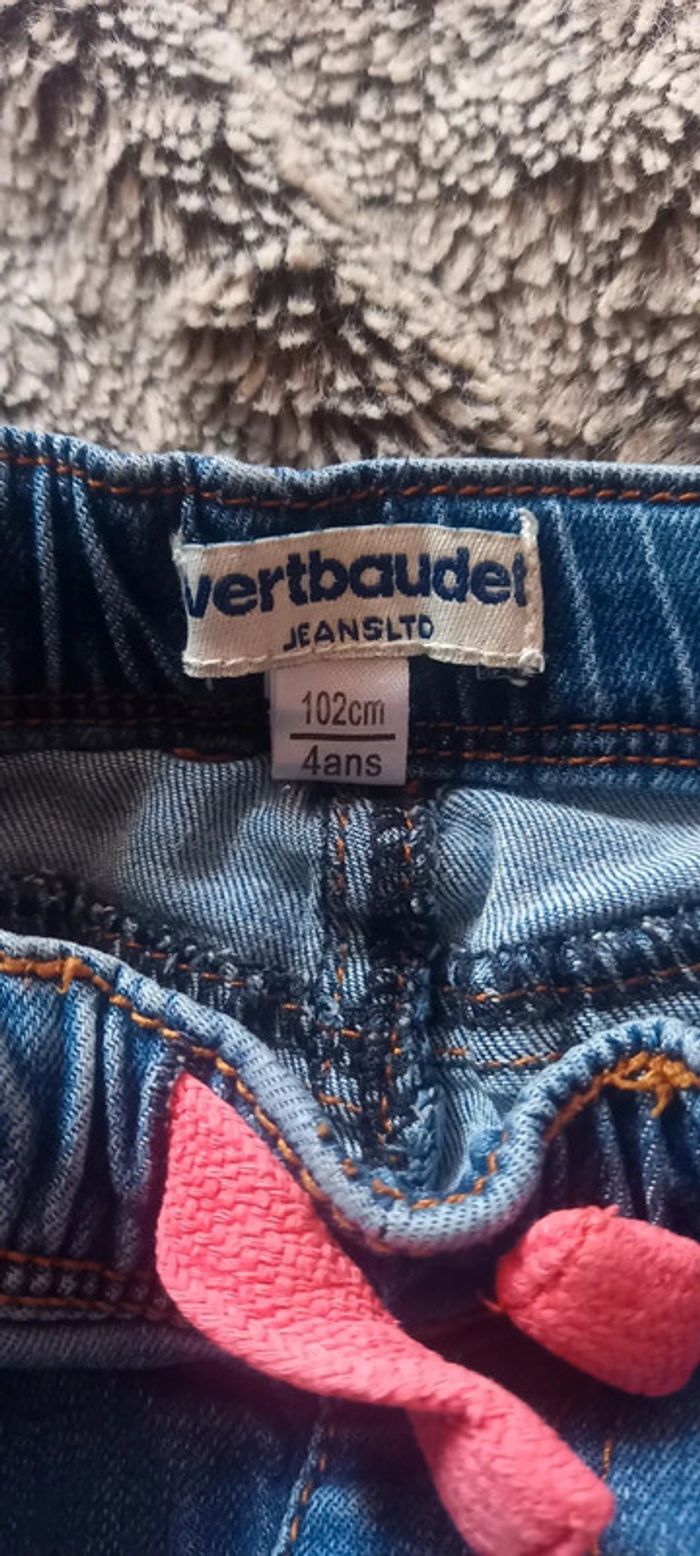 vertbaudet
JEANSLTD
102cm
4ans